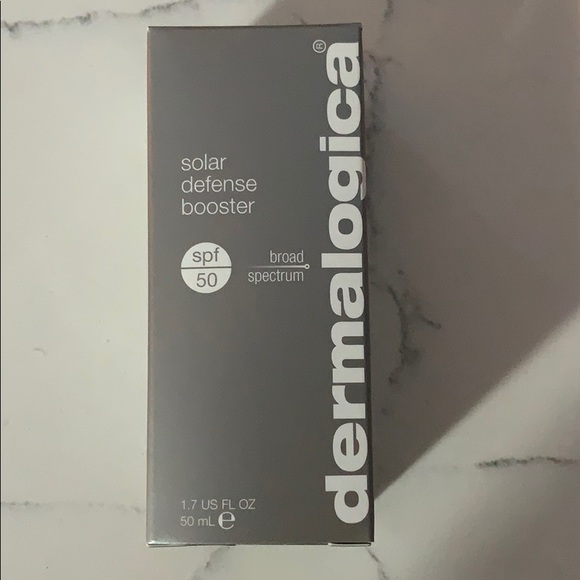 solar
defense
booster
spf
50
broad
spectrum
dermalogica®
1.7 US FL OZ
50 mL ℮